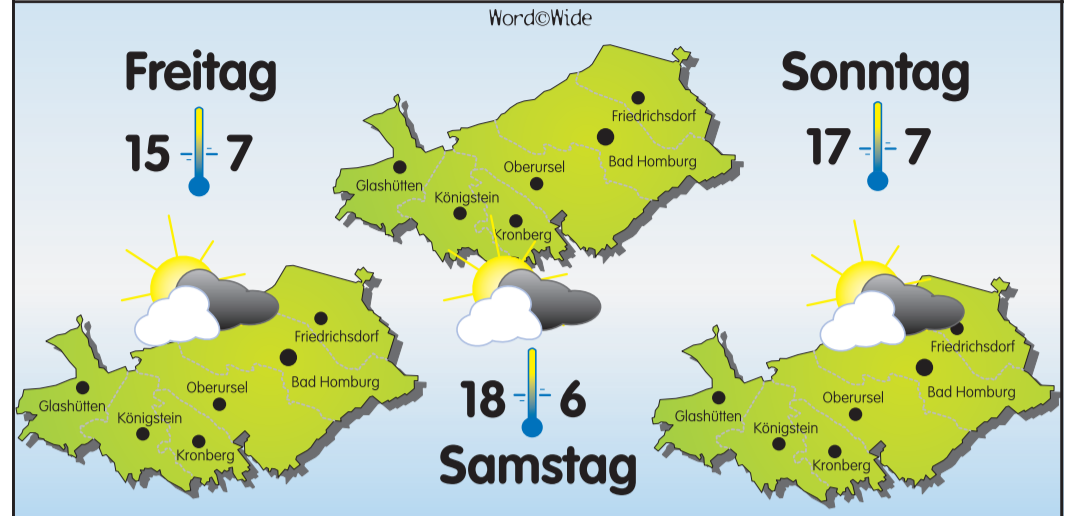 Word©Wide
Freitag
15 7
Friedrichsdorf
Bad Homburg
Oberursel
Glashütten
Königstein
Kronberg
Sonntag
17 7
Friedrichsdorf
Bad Homburg
Oberursel
Glashütten
Königstein
Kronberg
18 6
Samstag
Friedrichsdorf
Bad Homburg
Oberursel
Glashütten
Königstein
Kronberg